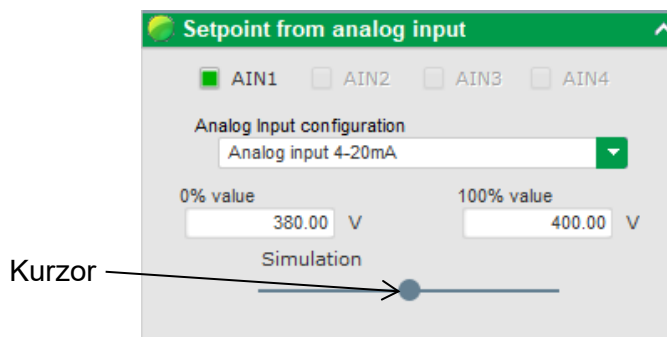 Setpoint from analog input
AIN1 AIN2 AIN3 AIN4
Analog Input configuration
Analog input 4-20mA
0% value 100% value
380.00 V 400.00 V
Simulation
Kurzor